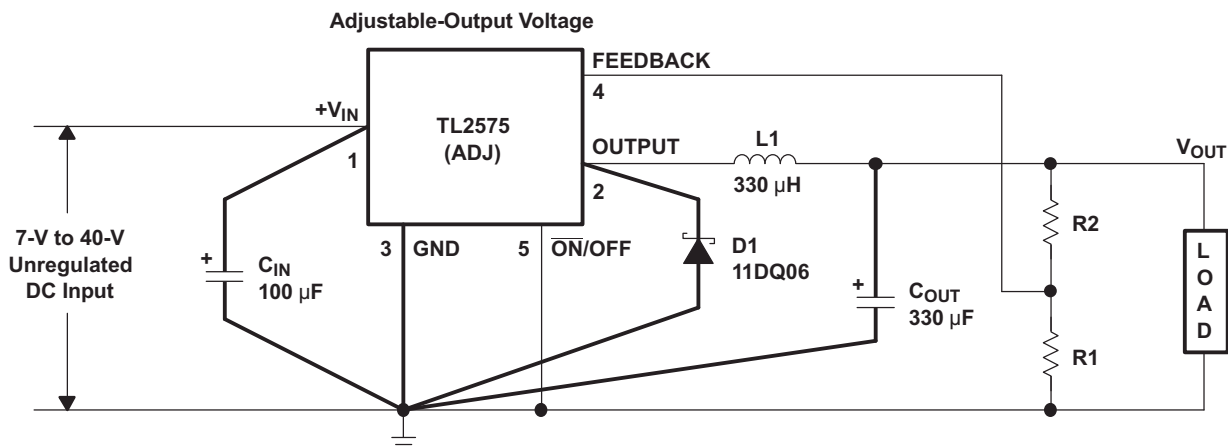 Adjustable-Output Voltage
FEEDBACK
4
+VIN
TL2575
(ADJ)
1
OUTPUT
2
L1
330 µH
VOUT
7-V to 40-V
Unregulated
DC Input
+
CIN
100 µF
3
GND
5
ON/OFF
D1
11DQ06
+
COUT
330 µF
R2
R1
LOAD